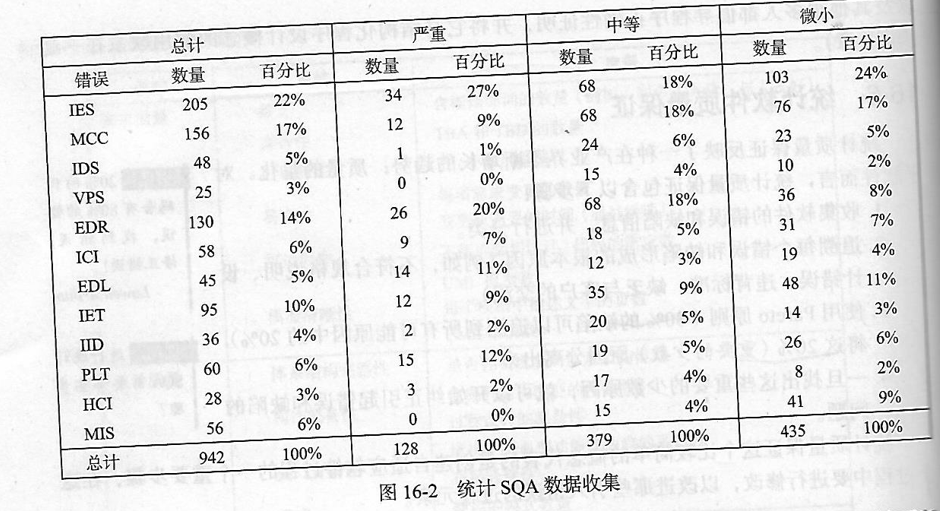 总计 严重 中等 微小
错误 数量 百分比 数量 百分比 数量 百分比 数量 百分比
IES 205 22% 34 27% 68 18% 103 24%
MCC 156 17% 12 9% 68 18% 76 17%
IDS 48 5% 1 1% 24 6% 23 5%
VPS 25 3% 0 0% 15 4% 10 2%
EDR 130 14% 26 20% 68 18% 36 8%
ICI 58 6% 9 7% 18 5% 31 7%
EDL 45 5% 14 11% 12 3% 19 4%
IET 95 10% 12 9% 35 9% 48 11%
IID 36 4% 2 2% 20 5% 14 3%
PLT 60 6% 15 12% 19 5% 26 6%
HCI 28 3% 3 2% 17 4% 8 2%
MIS 56 6% 0 0% 15 4% 41 9%
总计 942 100% 128 100% 379 100% 435 100%
图 16-2 统计 SQA 数据收集